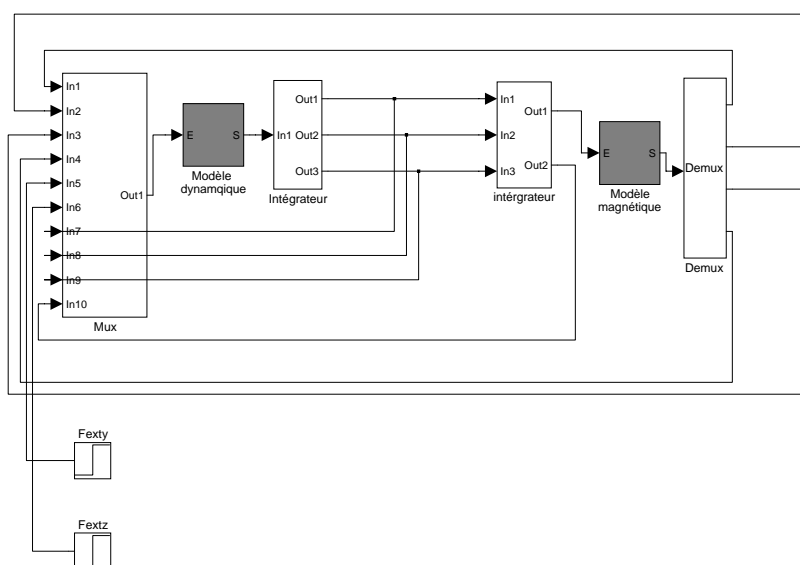 In1
In2
In3
In4
In5
In6
In7
In8
In9
In10
Out1
Mux
E
S
Modèle
dynamqique
In1
Out1
Out2
Out3
Intégrateur
In1
In2
In3
Out1
Out2
intérgrateur
E
S
Modèle
magnétique
Demux
Demux
Fexty
Fextz